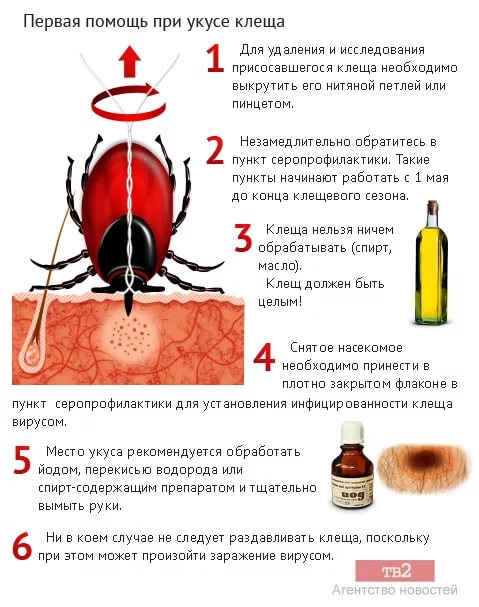 Первая помощь при укусе клеща
1 Для удаления и исследования
присосавшегося клеща необходимо
выкрутить его нитяной петлей или
пинцетом.
2 Незамедлительно обратитесь в
пункт серопрофилактики. Такие
пункты начинают работать с 1 мая
до конца клещевого сезона.
3 Клеща нельзя ничем
обрабатывать (спирт,
масло).
Клещ должен быть
целым!
4 Снятое насекомое
необходимо принести в
плотно закрытом флаконе в
пункт серопрофилактики для установления инфицированности клеща
вирусом.
5 Место укуса рекомендуется обработать
йодом, перекисью водорода или
спирт-содержащим препаратом и тщательно
вымыть руки.
йод
6 Ни в коем случае не следует раздавливать клеща, поскольку
при этом может произойти заражение вирусом.
тв2
Агентство новостей